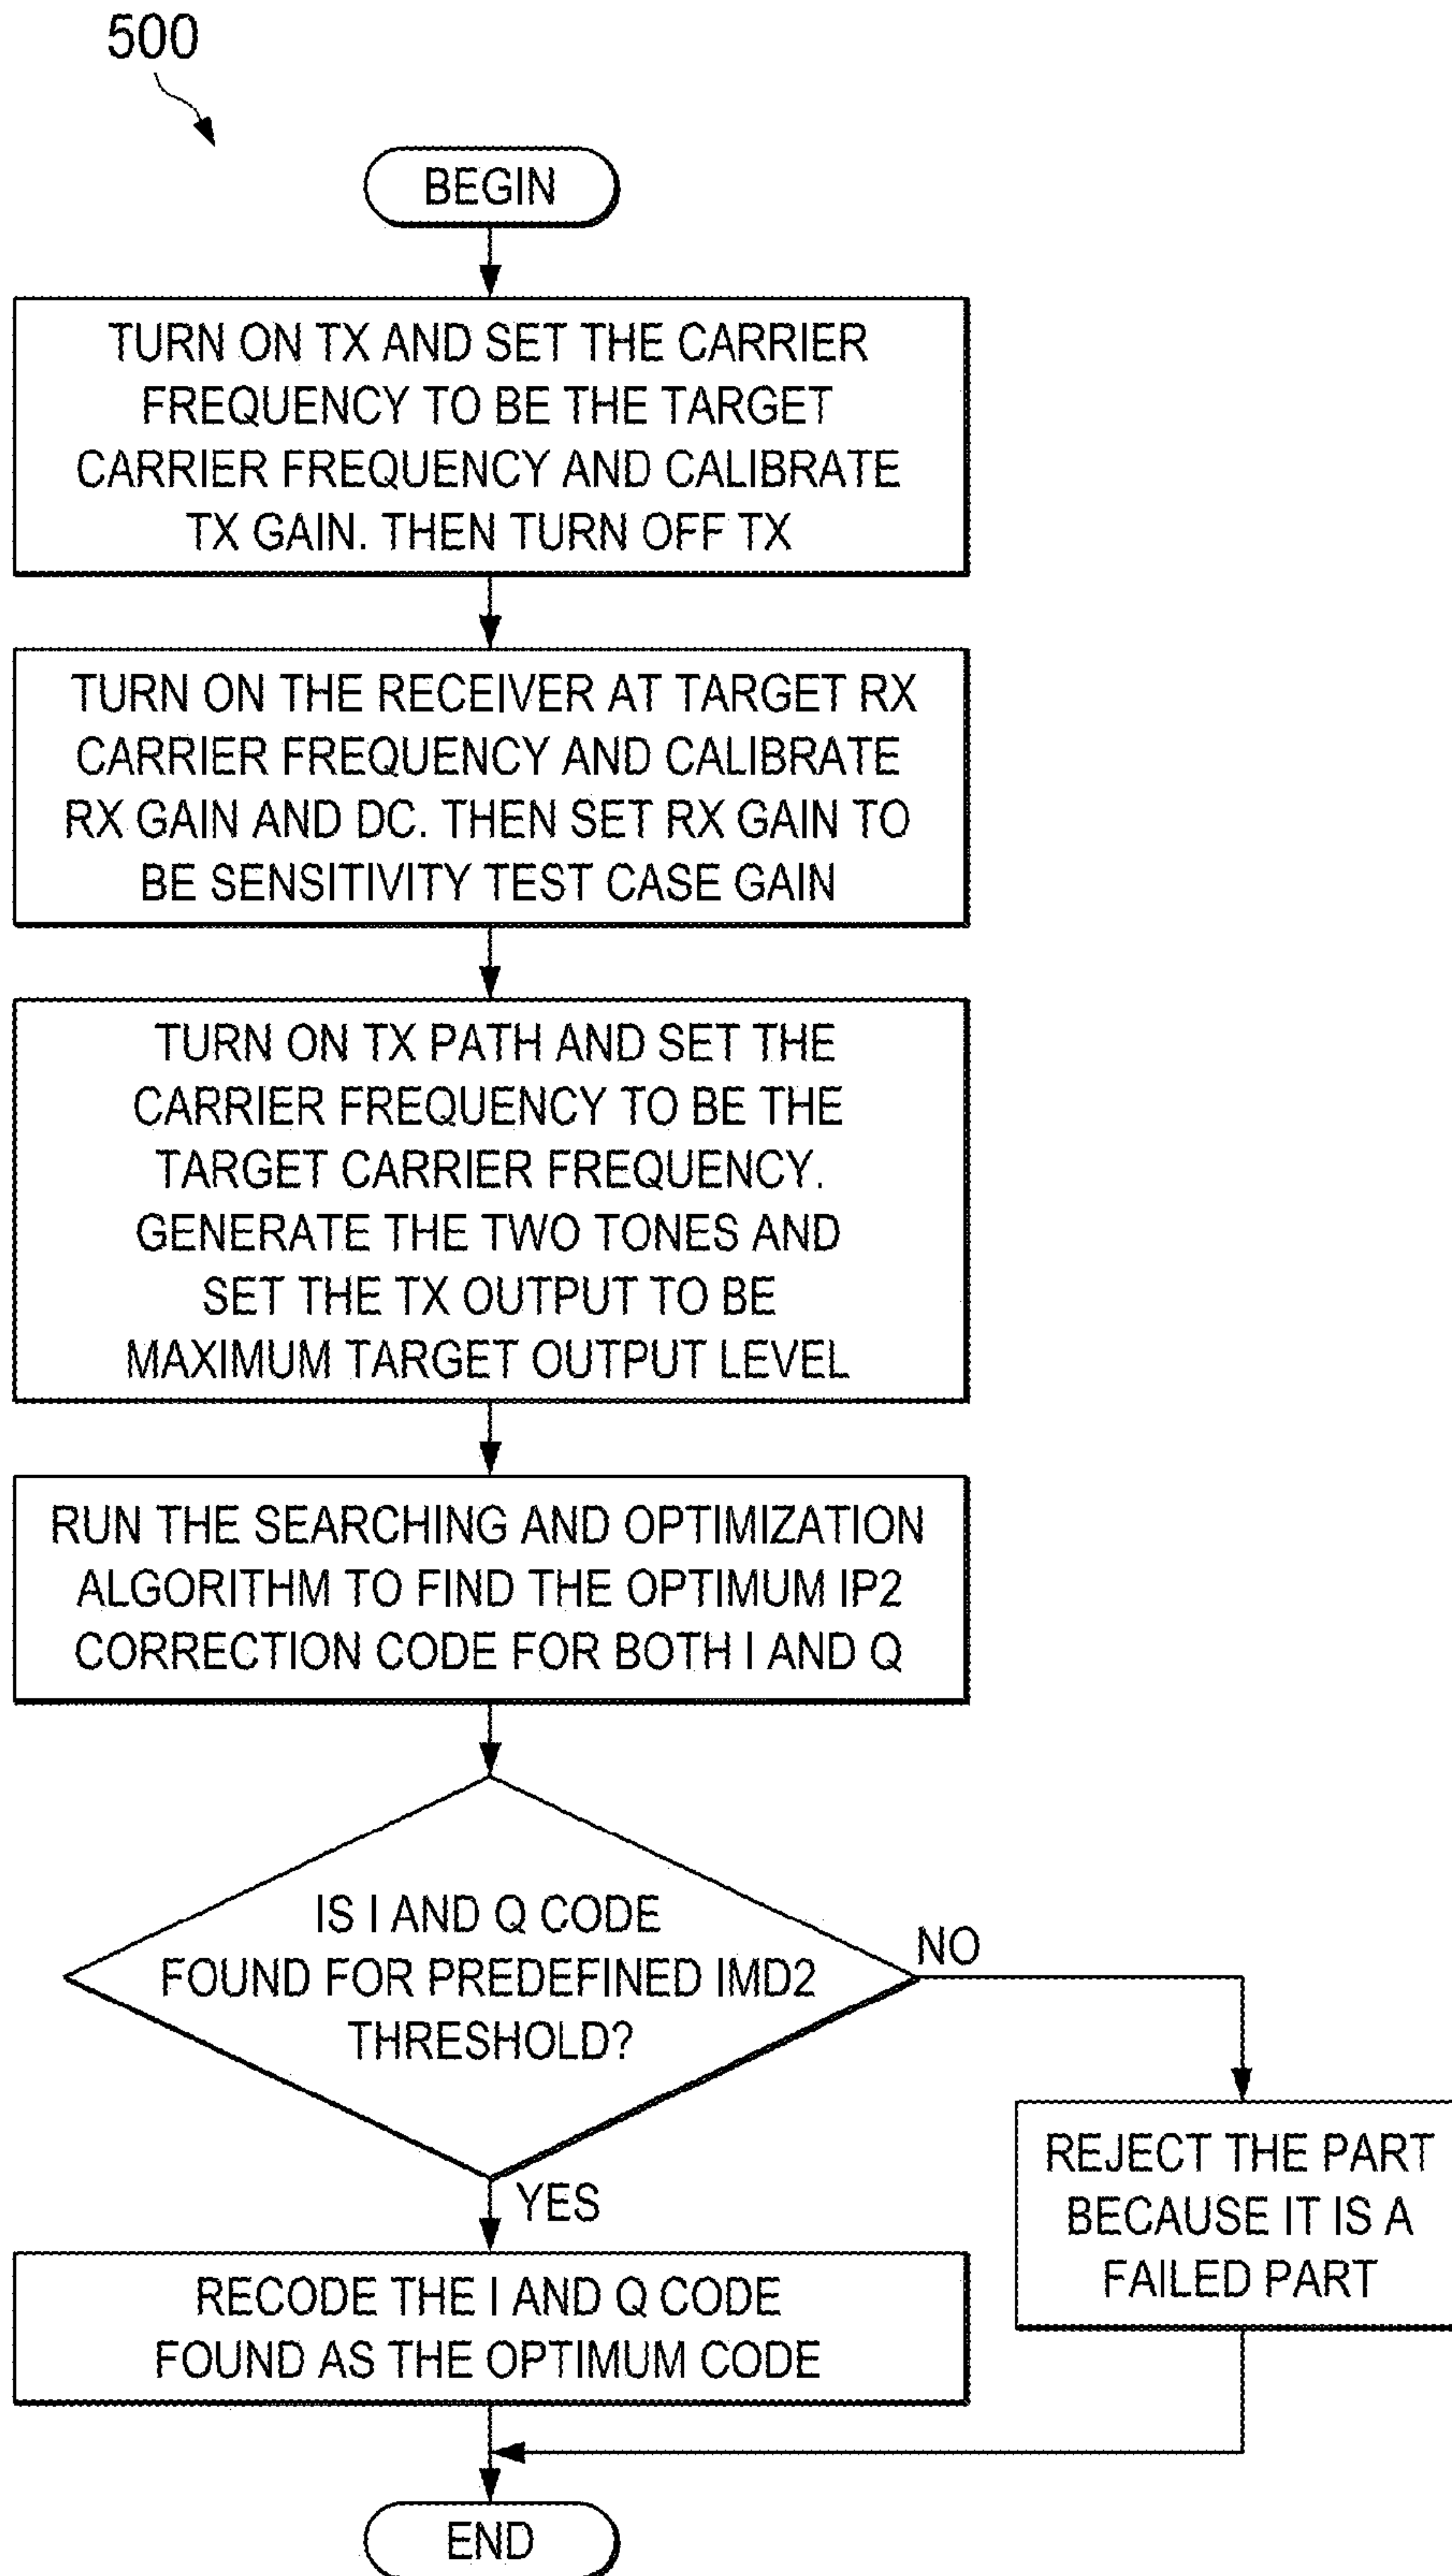 500
BEGIN
TURN ON TX AND SET THE CARRIER
FREQUENCY TO BE THE TARGET
CARRIER FREQUENCY AND CALIBRATE
TX GAIN. THEN TURN OFF TX
TURN ON THE RECEIVER AT TARGET RX
CARRIER FREQUENCY AND CALIBRATE
RX GAIN AND DC. THEN SET RX GAIN TO
BE SENSITIVITY TEST CASE GAIN
TURN ON TX PATH AND SET THE
CARRIER FREQUENCY TO BE THE
TARGET CARRIER FREQUENCY.
GENERATE THE TWO TONES AND
SET THE TX OUTPUT TO BE
MAXIMUM TARGET OUTPUT LEVEL
RUN THE SEARCHING AND OPTIMIZATION
ALGORITHM TO FIND THE OPTIMUM IP2
CORRECTION CODE FOR BOTH I AND Q
IS I AND Q CODE
FOUND FOR PREDEFINED IMD2
THRESHOLD?
NO
YES
REJECT THE PART
BECAUSE IT IS A
FAILED PART
RECODE THE I AND Q CODE
FOUND AS THE OPTIMUM CODE
END